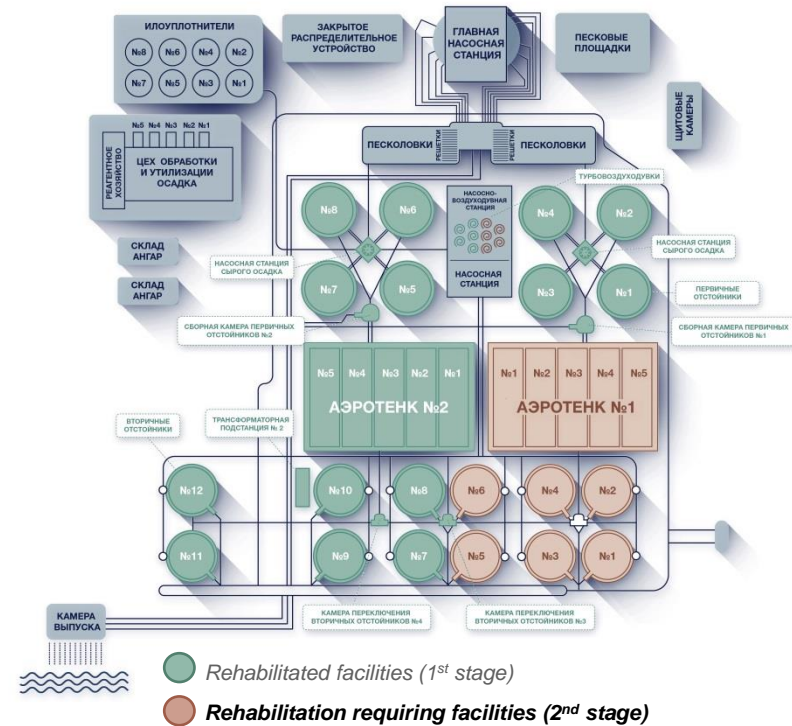 ИЛОУПЛОТНИТЕЛИ
№8 №6 №4 №2
№7 №5 №3 №1
ЗАКРЫТОЕ
РАСПРЕДЕЛИТЕЛЬНОЕ
УСТРОЙСТВО
ГЛАВНАЯ
НАСОСНАЯ
СТАНЦИЯ
ПЕСКОВЫЕ
ПЛОЩАДКИ
ЩИТОВЫЕ
КАМЕРЫ
№5 №4 №3 №2 №1
РЕАГЕНТНОЕ
ХОЗЯЙСТВО
ЦЕХ ОБРАБОТКИ
И УТИЛИЗАЦИИ
ОСАДКА
ПЕСКОЛОВКИ
РЕШЕТКИ
РЕШЕТКИ
ПЕСКОЛОВКИ
ТУРБОВОЗДУХОДУВКИ
СКЛАД
АНГАР
СКЛАД
АНГАР
№8 №6
№7 №5
НАСОСНАЯ СТАНЦИЯ
СЫРОГО ОСАДКА
НАСОСНО-
ВОЗДУХОДУВНАЯ
СТАНЦИЯ
НАСОСНАЯ
СТАНЦИЯ
№4 №2
№3 №1
НАСОСНАЯ СТАНЦИЯ
СЫРОГО ОСАДКА
ПЕРВИЧНЫЕ
ОТСТОЙНИКИ
СБОРНАЯ КАМЕРА ПЕРВИЧНЫХ
ОТСТОЙНИКОВ №2
СБОРНАЯ КАМЕРА ПЕРВИЧНЫХ
ОТСТОЙНИКОВ №1
№5 №4 №3 №2 №1
АЭРОТЕНК №2
№1 №2 №3 №4 №5
АЭРОТЕНК №1
ВТОРИЧНЫЕ
ОТСТОЙНИКИ
ТРАНСФОРМАТОРНАЯ
ПОДСТАНЦИЯ № 2
№12 №10 №8 №6 №4 №2
№11 №9 №7 №5 №3 №1
КАМЕРА ПЕРЕКЛЮЧЕНИЯ
ВТОРИЧНЫХ ОТСТОЙНИКОВ №4
КАМЕРА ПЕРЕКЛЮЧЕНИЯ
ВТОРИЧНЫХ ОТСТОЙНИКОВ №3
КАМЕРА
ВЫПУСКА
Rehabilitated facilities (1st stage)
Rehabilitation requiring facilities (2nd stage)